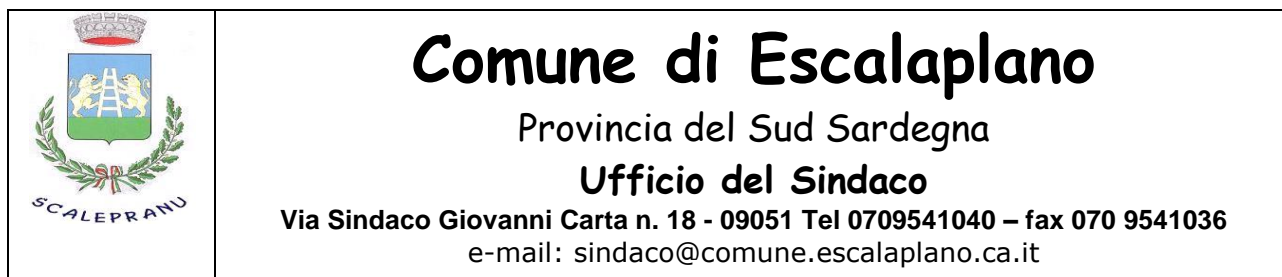 Comune di Escalaplano
Provincia del Sud Sardegna
Ufficio del Sindaco
Via Sindaco Giovanni Carta n. 18 - 09051 Tel 0709541040 – fax 070 9541036
e-mail: sindaco@comune.escalaplano.ca.it
SCALEPRANU